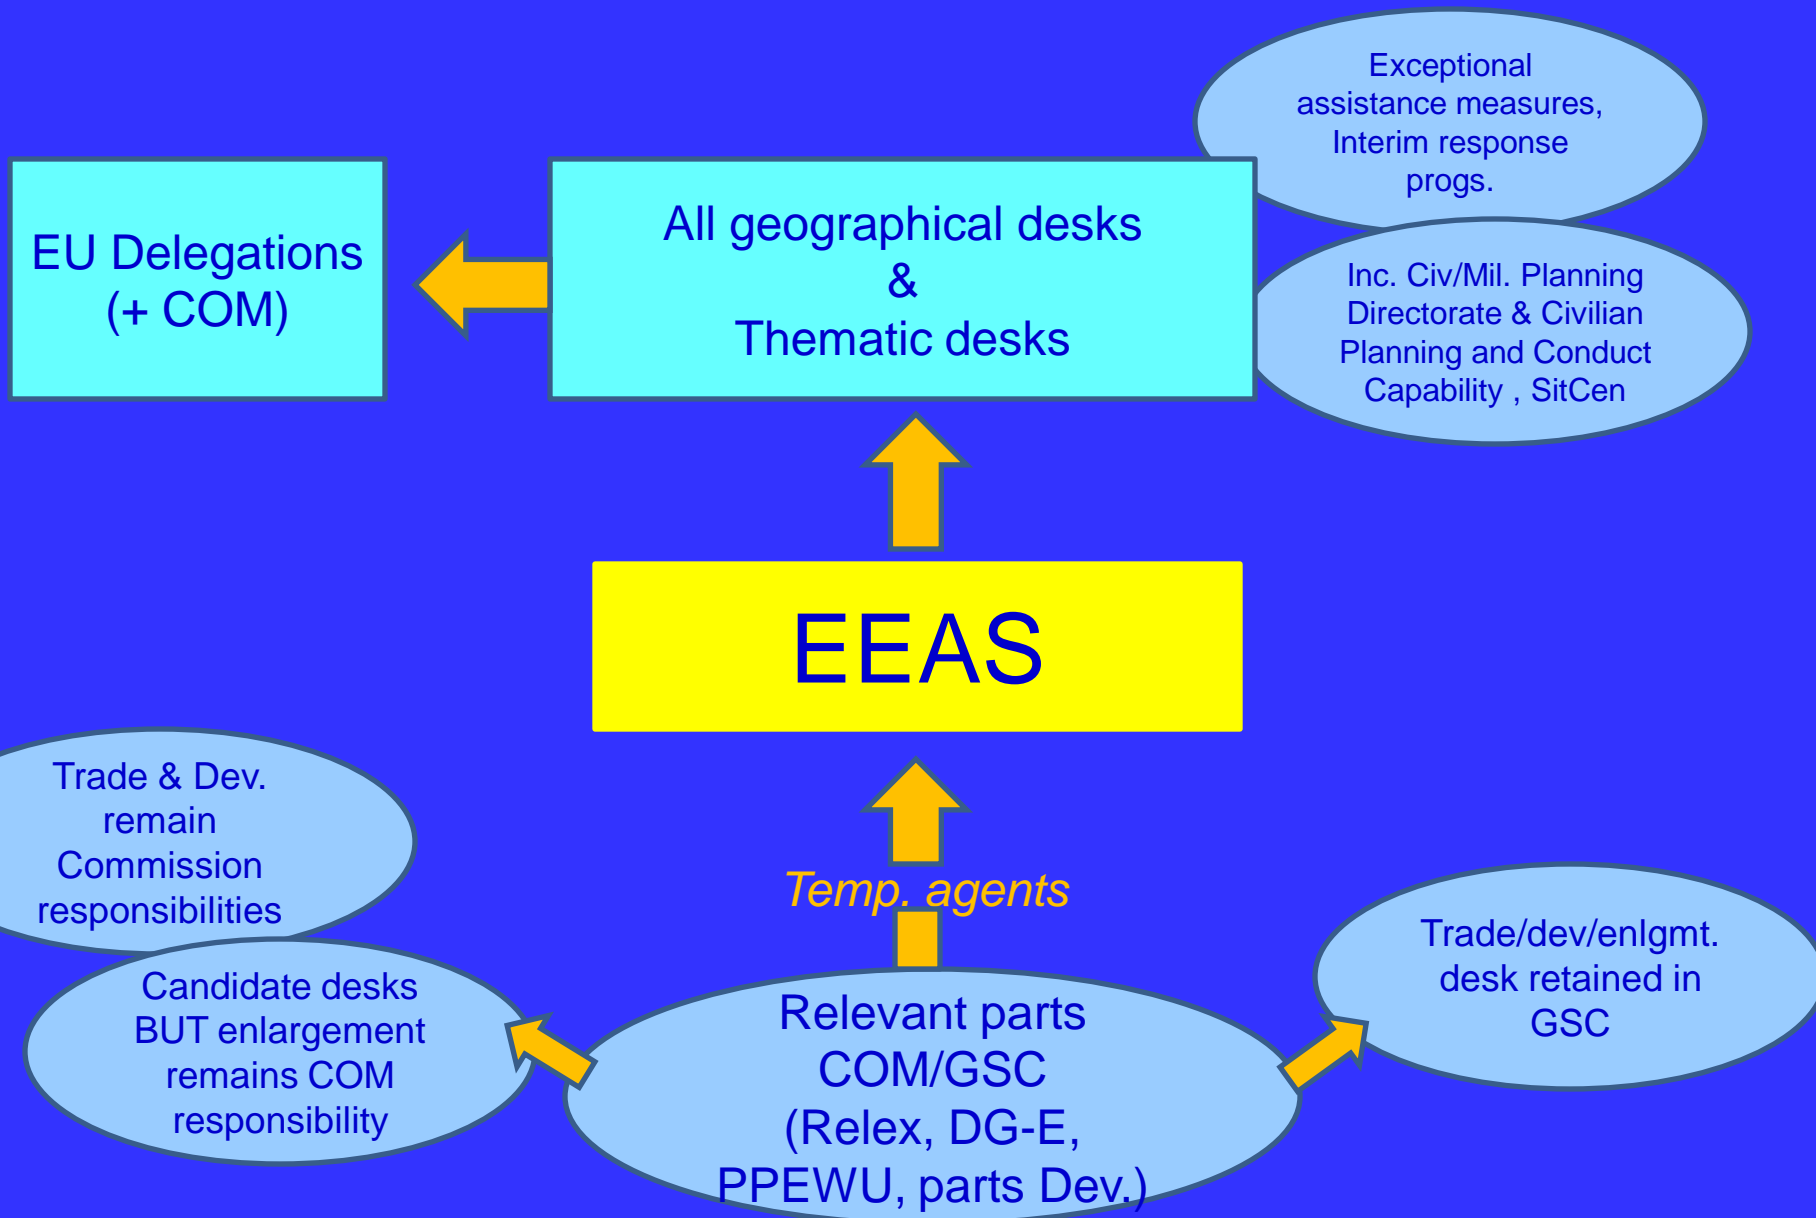 Exceptional
assistance measures,
Interim response
progs.
EU Delegations
(+ COM)
All geographical desks
&
Thematic desks
Inc. Civ/Mil. Planning
Directorate & Civilian
Planning and Conduct
Capability , SitCen
EEAS
Trade & Dev.
remain
Commission
responsibilities
Temp. agents
Candidate desks
BUT enlargement
remains COM
responsibility
Relevant parts
COM/GSC
(Relex, DG-E,
PPEWU, parts Dev.)
Trade/dev/enlgmt.
desk retained in
GSC